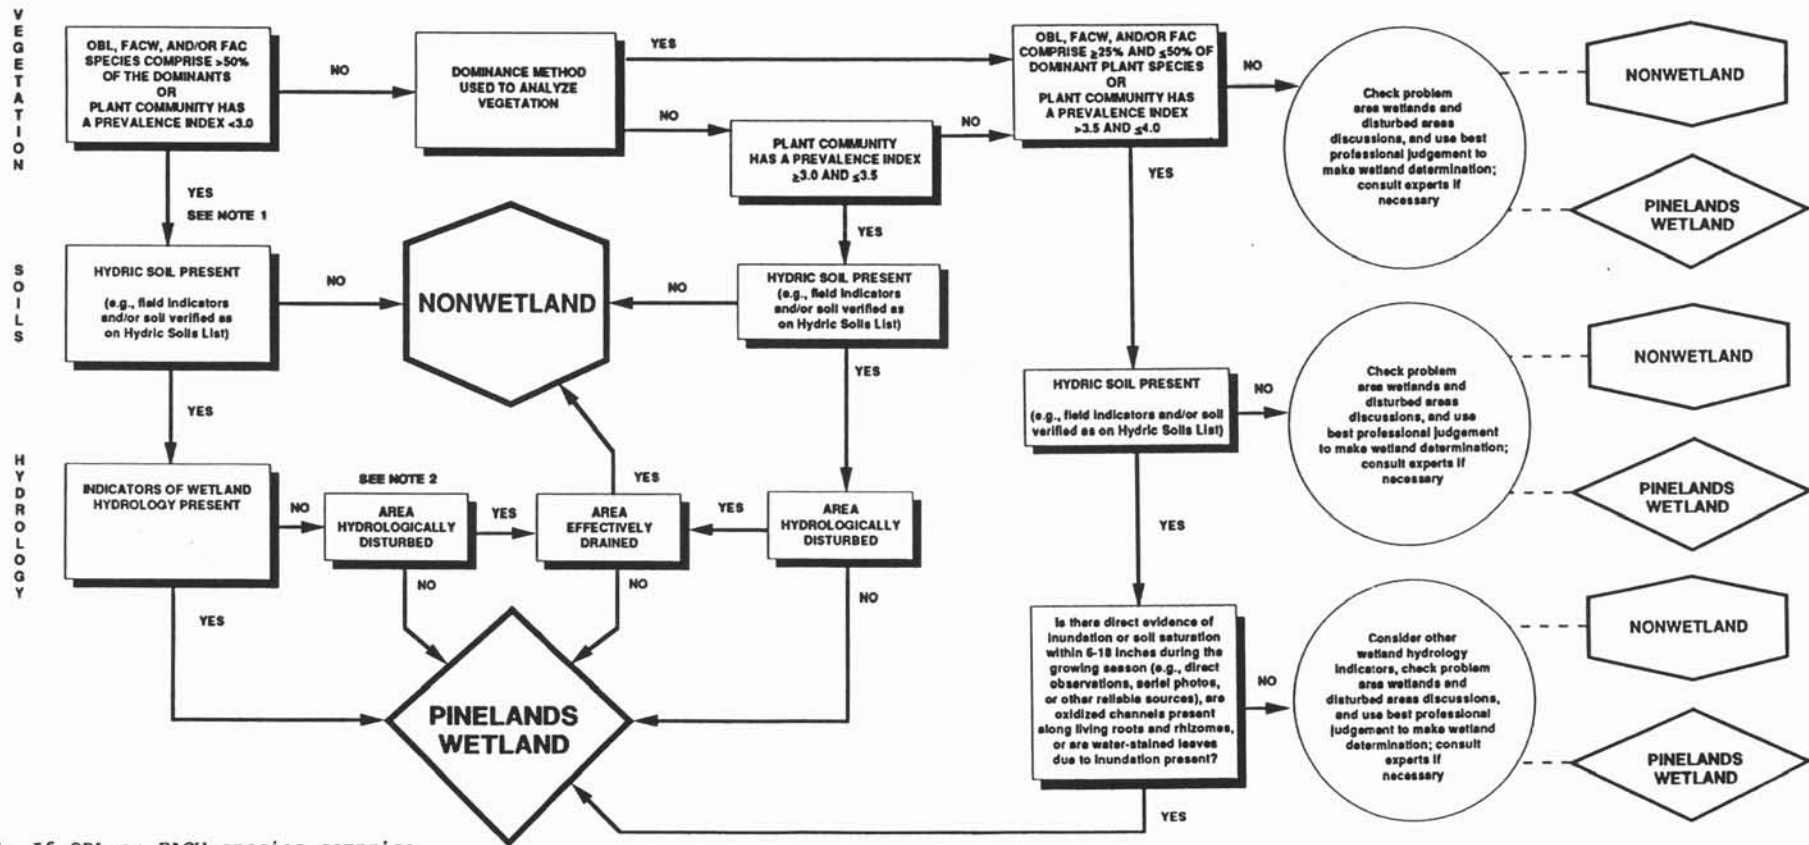 VEGETATION
OBL, FACW, AND/OR FAC
SPECIES COMPRISE >50%
OF THE DOMINANTS
OR
PLANT COMMUNITY HAS
A PREVALENCE INDEX <3.0
NO
DOMINANCE METHOD
USED TO ANALYZE
VEGETATION
YES
NO
PLANT COMMUNITY
HAS A PREVALENCE INDEX
≥3.0 AND ≤3.5
NO
OBL, FACW, AND/OR FAC
COMPRISE ≥25% AND ≤50% OF
DOMINANT PLANT SPECIES
OR
PLANT COMMUNITY HAS
A PREVALENCE INDEX
>3.5 AND ≤4.0
NO
Check problem
area wetlands and
disturbed areas
discussions, and use best
professional judgement to
make wetland determination;
consult experts if
necessary
NONWETLAND
PINELANDS
WETLAND
YES
SEE NOTE 1
YES
YES
SOILS
HYDRIC SOIL PRESENT
(e.g., field indicators
and/or soil verified as
on Hydric Soils List)
NO
NONWETLAND
NO
HYDRIC SOIL PRESENT
(e.g., field indicators
and/or soil verified as
on Hydric Soils List)
YES
YES
HYDRIC SOIL PRESENT
(e.g., field indicators and/or soil
verified as on Hydric Soils List)
NO
Check problem
area wetlands and
disturbed areas
discussions, and use
best professional judgement
to make wetland determination;
consult experts if
necessary
NONWETLAND
PINELANDS
WETLAND
HYDROLOGY
INDICATORS OF WETLAND
HYDROLOGY PRESENT
NO
SEE NOTE 2
AREA
HYDROLOGICALLY
DISTURBED
YES
AREA
EFFECTIVELY
DRAINED
YES
YES
AREA
HYDROLOGICALLY
DISTURBED
YES
YES
NO
NO
NO
PINELANDS
WETLAND
Is there direct evidence of
inundation or soil saturation
within 6-18 inches during the
growing season (e.g., direct
observations, aerial photos,
or other reliable sources), are
oxidized channels present
along living roots and rhizomes,
or are water-stained leaves
due to inundation present?
YES
NO
Consider other
wetland hydrology
indicators, check problem
area wetlands and
disturbed areas discussions,
and use best professional
judgement to make wetland
determination; consult
experts if
necessary
NONWETLAND
PINELANDS
WETLAND